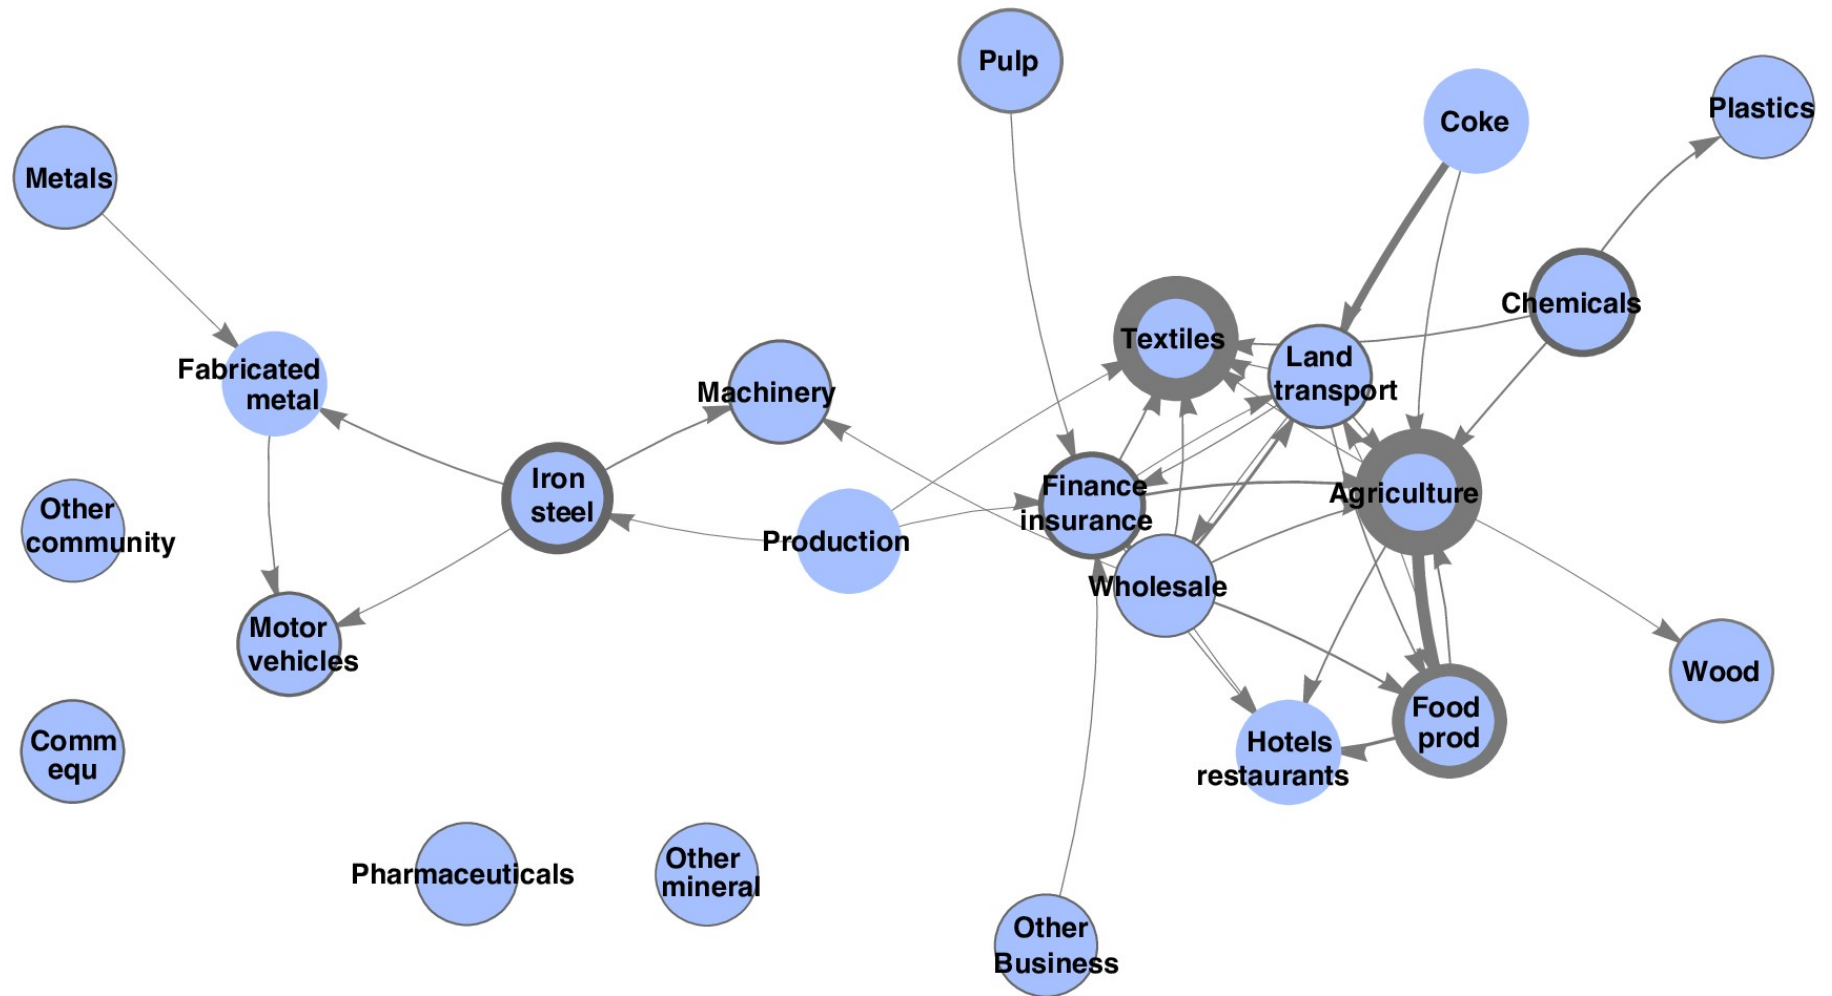 Pulp
Coke
Plastics
Metals
Chemicals
Textiles
Land
transport
Fabricated
metal
Machinery
Iron
steel
Finance
insurance
Agriculture
Other
community
Production
Wholesale
Motor
vehicles
Wood
Food
prod
Comm
equ
Hotels
restaurants
Pharmaceuticals
Other
mineral
Other
Business